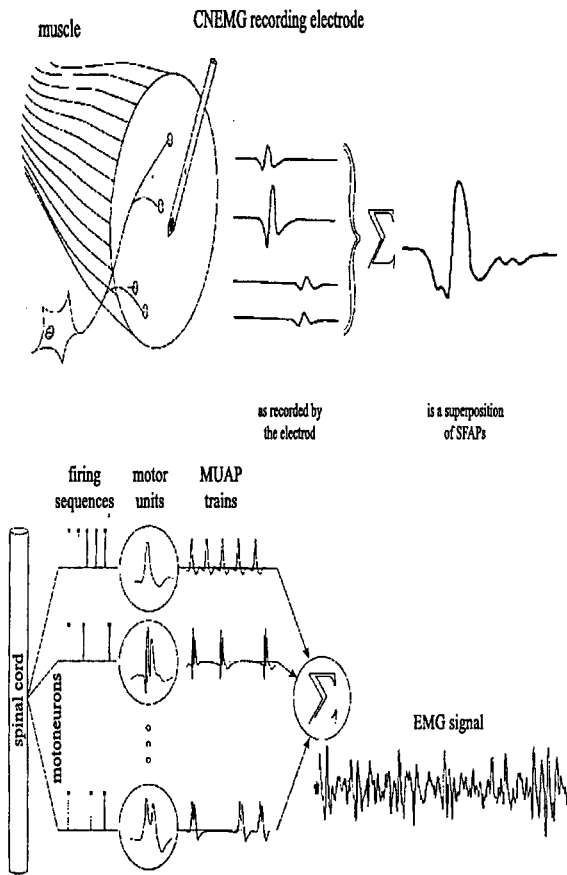 muscle
CNEMG recording electrode
Σ
as recorded by
the electrod
is a superposition
of SFAPs
firing
sequences
motor
units
MUAP
trains
spinal cord
motoneurons
Σ
EMG signal